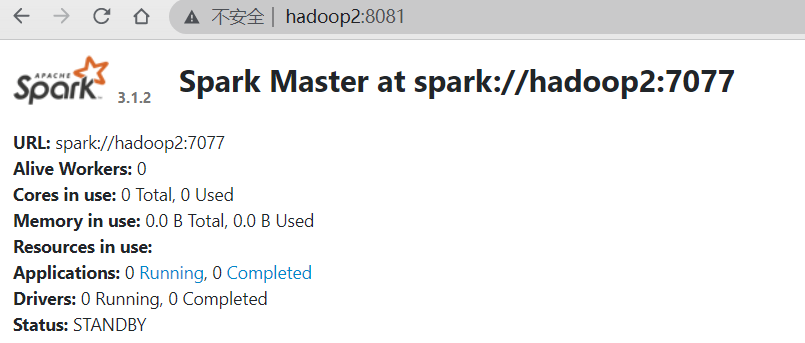 不安全 | hadoop2:8081
APACHE
Spark 3.1.2 Spark Master at spark://hadoop2:7077
URL: spark://hadoop2:7077
Alive Workers: 0
Cores in use: 0 Total, 0 Used
Memory in use: 0.0 B Total, 0.0 B Used
Resources in use:
Applications: 0 Running, 0 Completed
Drivers: 0 Running, 0 Completed
Status: STANDBY